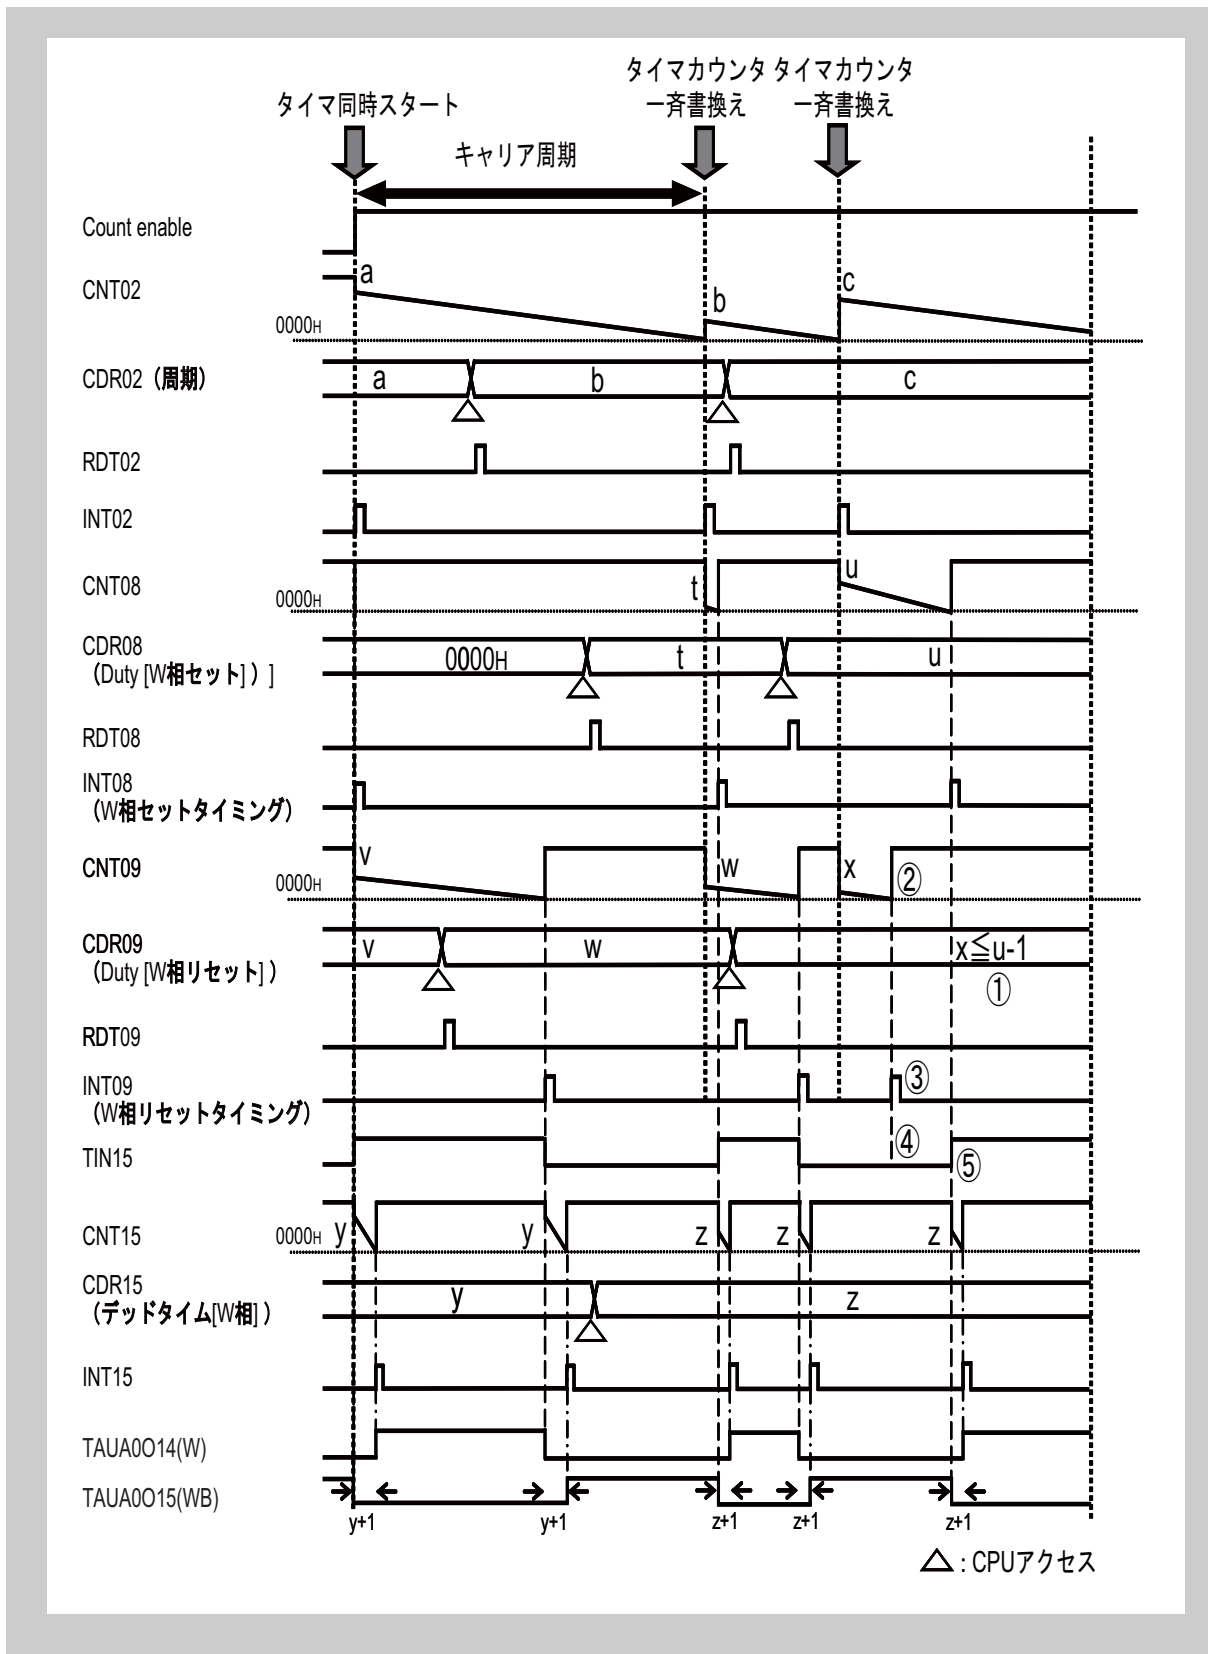 タイマカウンタ タイマカウンタ
タイマ同時スタート 一斉書換え 一斉書換え
キャリア周期
Count enable
CNT02 a b c
0000H
CDR02（周期） a b c
RDT02
INT02
CNT08 t u
0000H
CDR08
（Duty [W相セット] ）] 0000H t u
RDT08
INT08
（W相セットタイミング）
CNT09 v w x ②
0000H
CDR09 v w x≦u-1
（Duty [W相リセット] ） ①
RDT09
INT09 ③
（W相リセットタイミング）
④
TIN15 ⑤
CNT15 0000H y y z z z
CDR15 y z
（デッドタイム[W相] ）
INT15
TAUA0O14(W)
TAUA0O15(WB)
y+1 y+1 z+1 z+1 z+1
△ : CPUアクセス